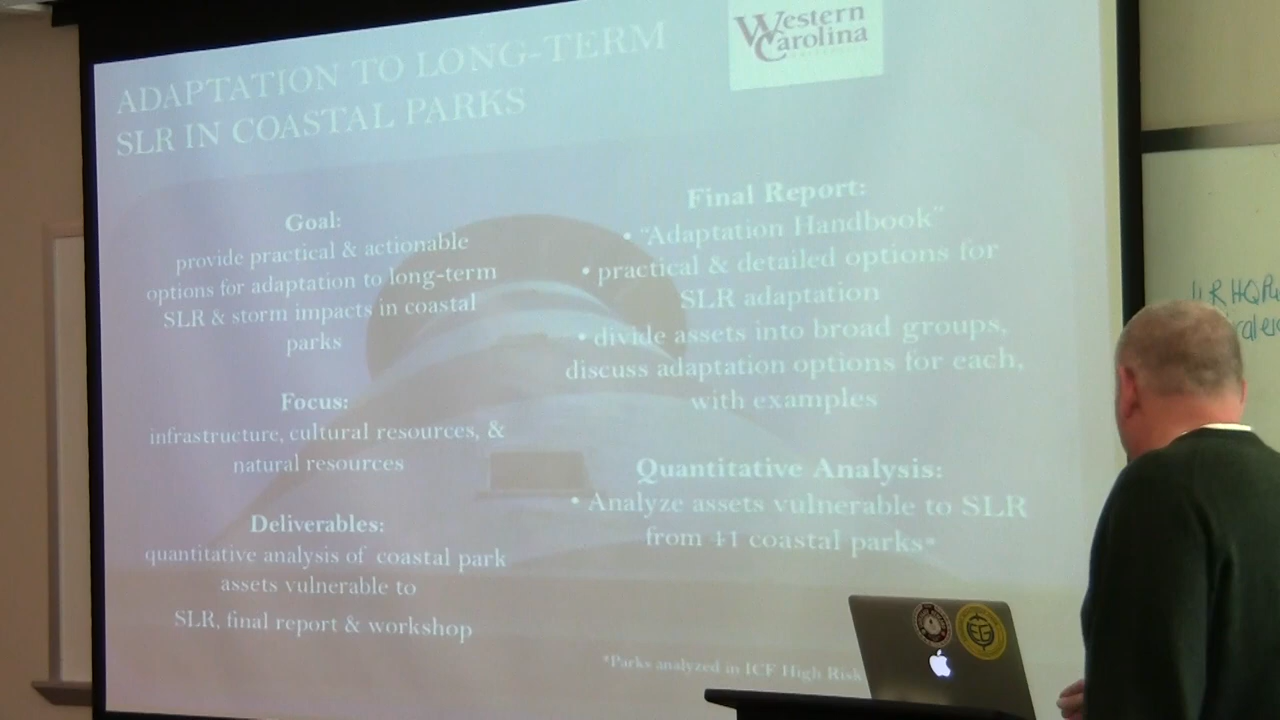 ADAPTATION TO LONG-TERM
SLR IN COASTAL PARKS
Western
Carolina
Goal:
provide practical & actionable
options for adaptation to long-term
SLR & storm impacts in coastal
parks
Focus:
infrastructure, cultural resources, &
natural resources
Deliverables:
quantitative analysis of coastal park
assets vulnerable to
SLR, final report & workshop
Final Report:
• “Adaptation Handbook”
• practical & detailed options for
SLR adaptation
• divide assets into broad groups,
discuss adaptation options for each,
with examples
Quantitative Analysis:
• Analyze assets vulnerable to SLR
from 41 coastal parks*
*Parks analyzed in ICF High Risk